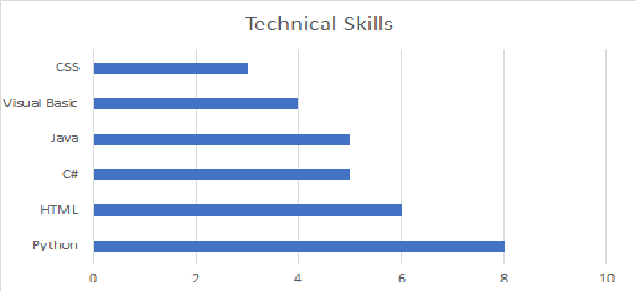 Technical Skills
CSS
Visual Basic
Java
C#
HTML
Python
0 2 4 6 8 10